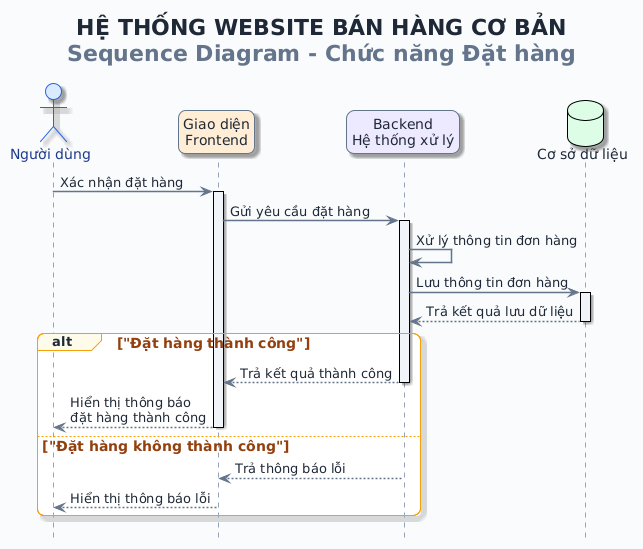 HỆ THỐNG WEBSITE BÁN HÀNG CƠ BẢN
Sequence Diagram - Chức năng Đặt hàng
Người dùng
Giao diện
Frontend
Backend
Hệ thống xử lý
Cơ sở dữ liệu
Xác nhận đặt hàng
Gửi yêu cầu đặt hàng
Xử lý thông tin đơn hàng
Lưu thông tin đơn hàng
Trả kết quả lưu dữ liệu
alt
["Đặt hàng thành công"]
Trả kết quả thành công
Hiển thị thông báo
đặt hàng thành công
["Đặt hàng không thành công"]
Trả thông báo lỗi
Hiển thị thông báo lỗi